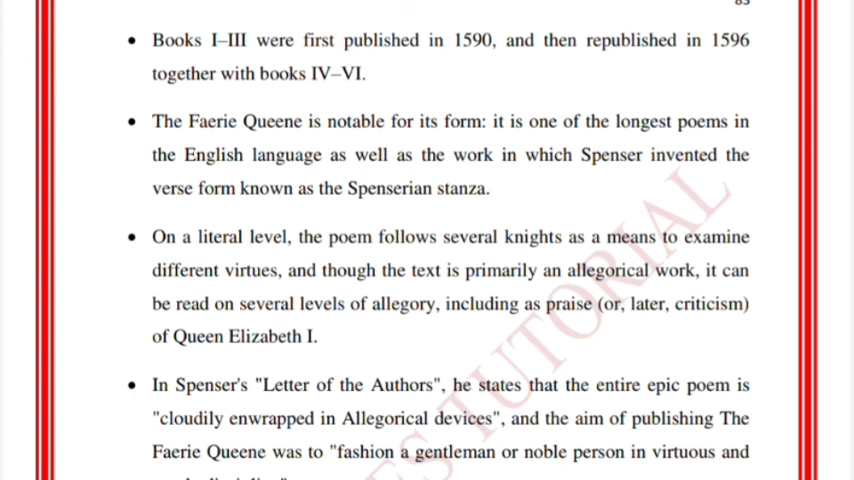 Books I–III were first published in 1590, and then republished in 1596
together with books IV–VI.
The Faerie Queene is notable for its form: it is one of the longest poems in
the English language as well as the work in which Spenser invented the
verse form known as the Spenserian stanza.
On a literal level, the poem follows several knights as a means to examine
different virtues, and though the text is primarily an allegorical work, it can
be read on several levels of allegory, including as praise (or, later, criticism)
of Queen Elizabeth I.
In Spenser's "Letter of the Authors", he states that the entire epic poem is
"cloudily enwrapped in Allegorical devices", and the aim of publishing The
Faerie Queene was to "fashion a gentleman or noble person in virtuous and
TUTORIAL